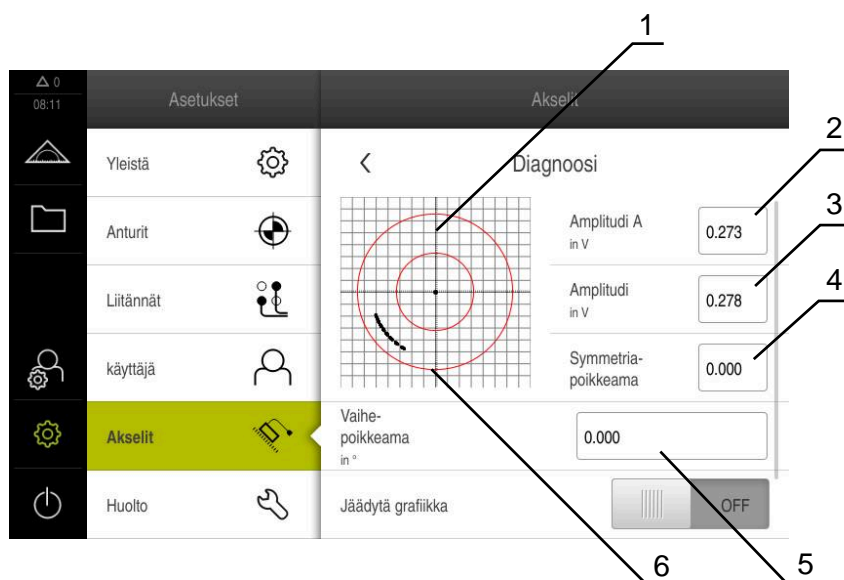 1
0
08:11
Asetukset
Akselit
Yleistä
Diagnoosi
2
Amplitudi A
in V
0.273
3
Anturit
Liitännät
Amplitudi
in V
0.278
4
käyttäjä
Symmetria-
poikkeama
0.000
Akselit
Vaihe-
poikkeama
in °
0.000
Huolto
Jäädytä grafiikka
OFF
6
5